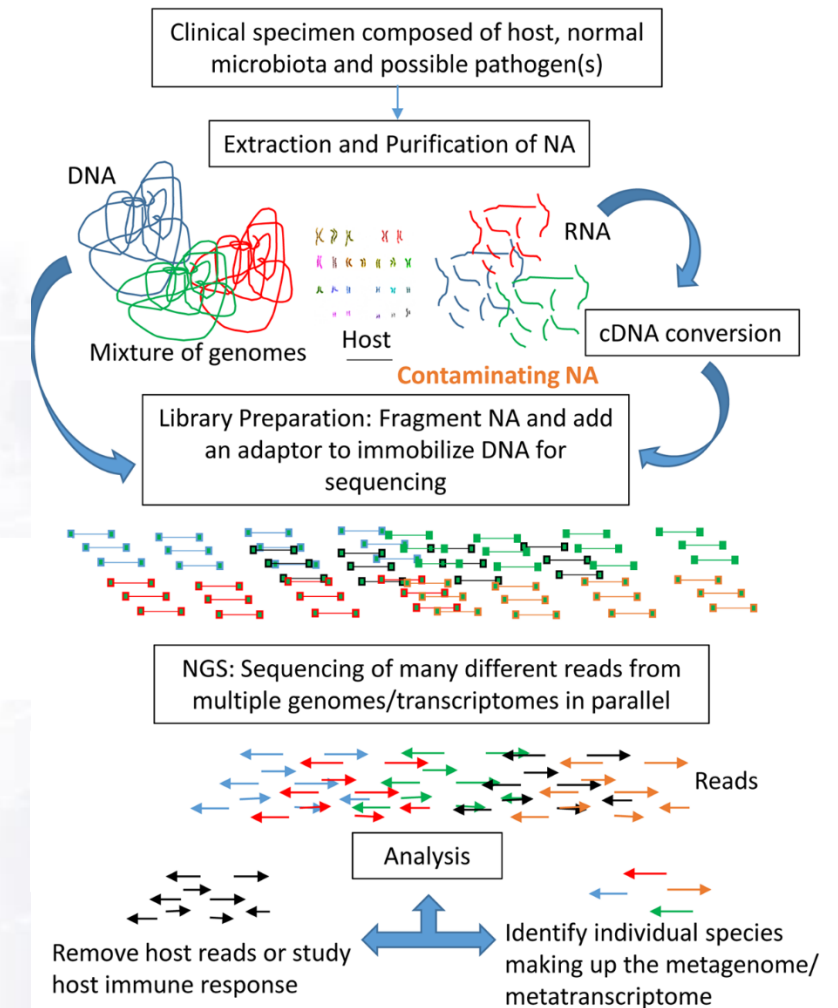 Clinical specimen composed of host, normal
microbiota and possible pathogen(s)
Extraction and Purification of NA
DNA
RNA
Mixture of genomes
Host
cDNA conversion
Contaminating NA
Library Preparation: Fragment NA and add
an adaptor to immobilize DNA for
sequencing
NGS: Sequencing of many different reads from
multiple genomes/transcriptomes in parallel
Reads
Analysis
Remove host reads or study
host immune response
Identify individual species
making up the metagenome/
metatranscriptome